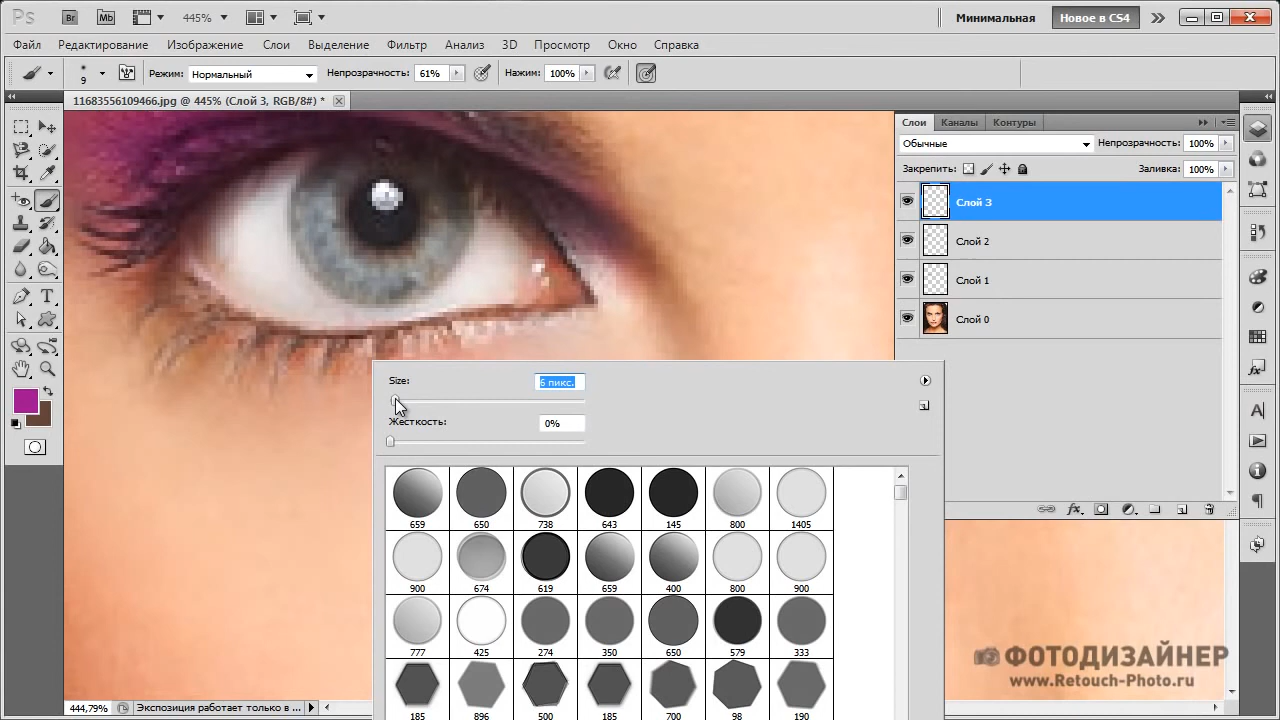 Ps Br Mb 445% Минимальная Новое в CS4
Файл Редактирование Изображение Слои Выделение Фильтр Анализ 3D Просмотр Окно Справка
9 Режим: Нормальный Непрозрачность: 61% Нажим: 100%
11683556109466.jpg @ 445% (Слой 3, RGB/8#) *
Слои Каналы Контуры
Обычные Непрозрачность: 100%
Закрепить: Заливка: 100%
Слой 3
Слой 2
Слой 1
Слой 0
Size: 6 пикс.
Жесткость: 0%
659 650 738 643 145 800 1405
900 674 619 659 400 800 900
777 425 274 350 650 579 333
185 896 500 185 700 98 190
ФОТОДИЗАЙНЕР
www.Retouch-Photo.ru
444,79% Экспозиция работает только в ...